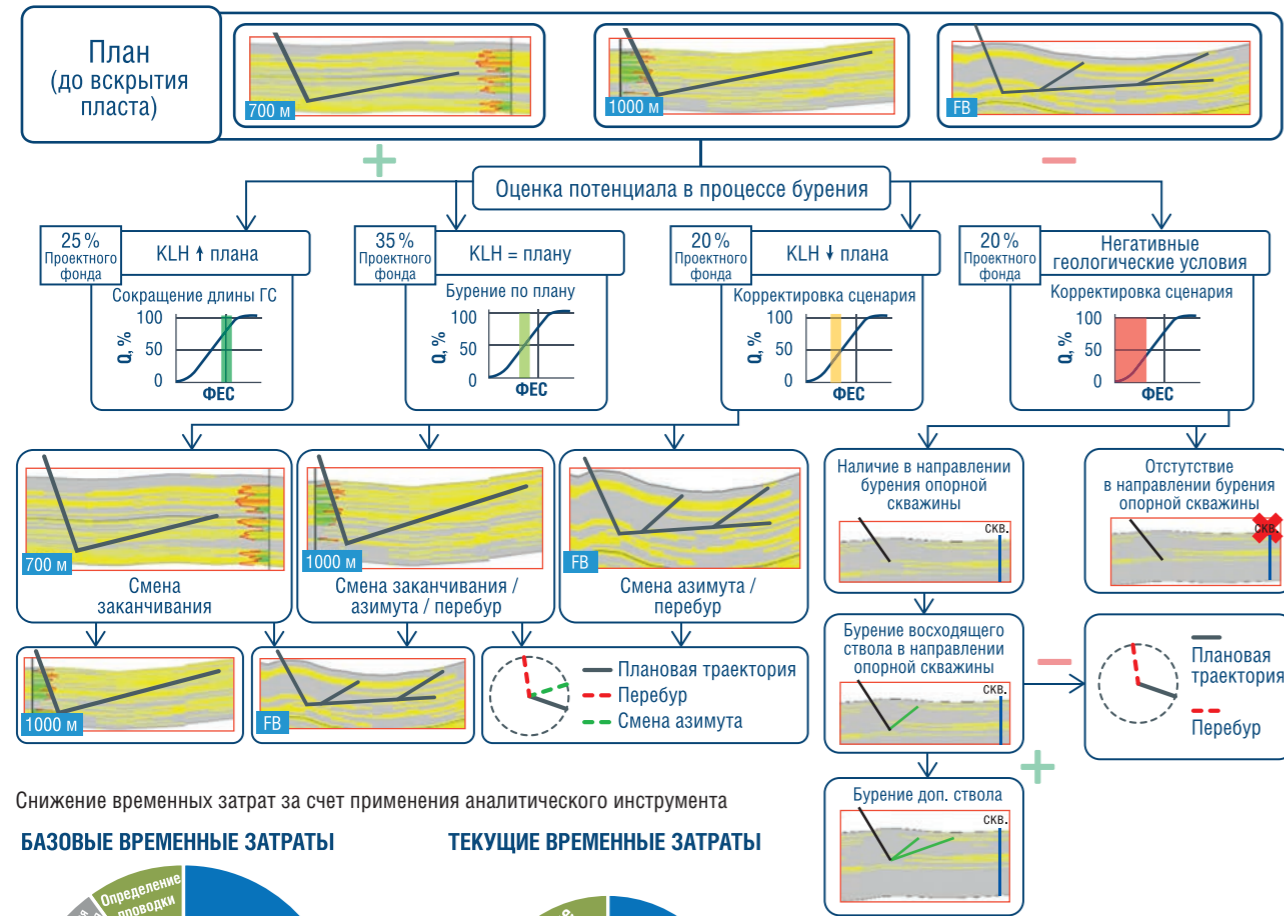 План
(до вскрытия
пласта)
700 м
1000 м
FB
Оценка потенциала в процессе бурения
25 %
Проектного
фонда
KLH ↑ плана
Сокращение длины ГС
100
50
0
Q, %
ФЕС
35 %
Проектного
фонда
KLH = плану
Бурение по плану
100
50
0
Q, %
ФЕС
20 %
Проектного
фонда
KLH ↓ плана
Корректировка сценария
100
50
0
Q, %
ФЕС
20 %
Проектного
фонда
Негативные
геологические условия
Корректировка сценария
100
50
0
Q, %
ФЕС
700 м
Смена
заканчивания
1000 м
Смена заканчивания /
азимута / перебур
FB
Смена азимута /
перебур
Наличие в направлении
бурения опорной
скважины
скв.
Отстутствие
в направлении бурения
опорной скважины
скв.
1000 м
FB
Плановая траектория
Перебур
Смена азимута
Бурение восходящего
ствола в направлении
опорной скважины
скв.
Плановая
траектория
Перебур
Бурение доп. ствола
скв.
Снижение временных затрат за счет применения аналитического инструмента
БАЗОВЫЕ ВРЕМЕННЫЕ ЗАТРАТЫ
ТЕКУЩИЕ ВРЕМЕННЫЕ ЗАТРАТЫ
Определение
проводки